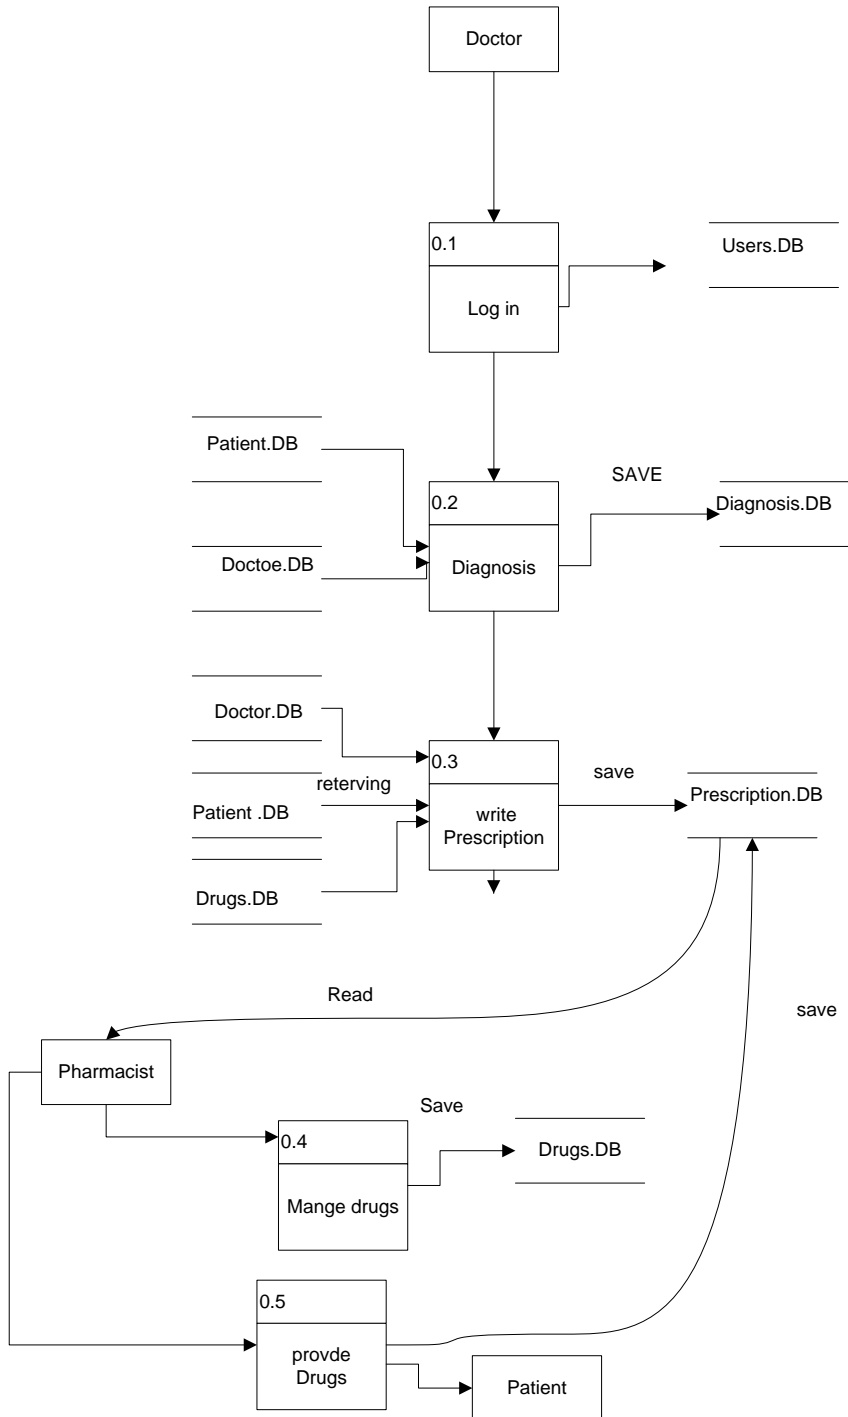 Doctor
0.1
Users.DB
Log in
Patient.DB
SAVE
0.2
Diagnosis.DB
Doctoe.DB
Diagnosis
Doctor.DB
0.3
reterving
save
Patient .DB
write
Prescription
Prescription.DB
Drugs.DB
Read
save
Pharmacist
Save
0.4
Drugs.DB
Mange drugs
0.5
provde
Drugs
Patient